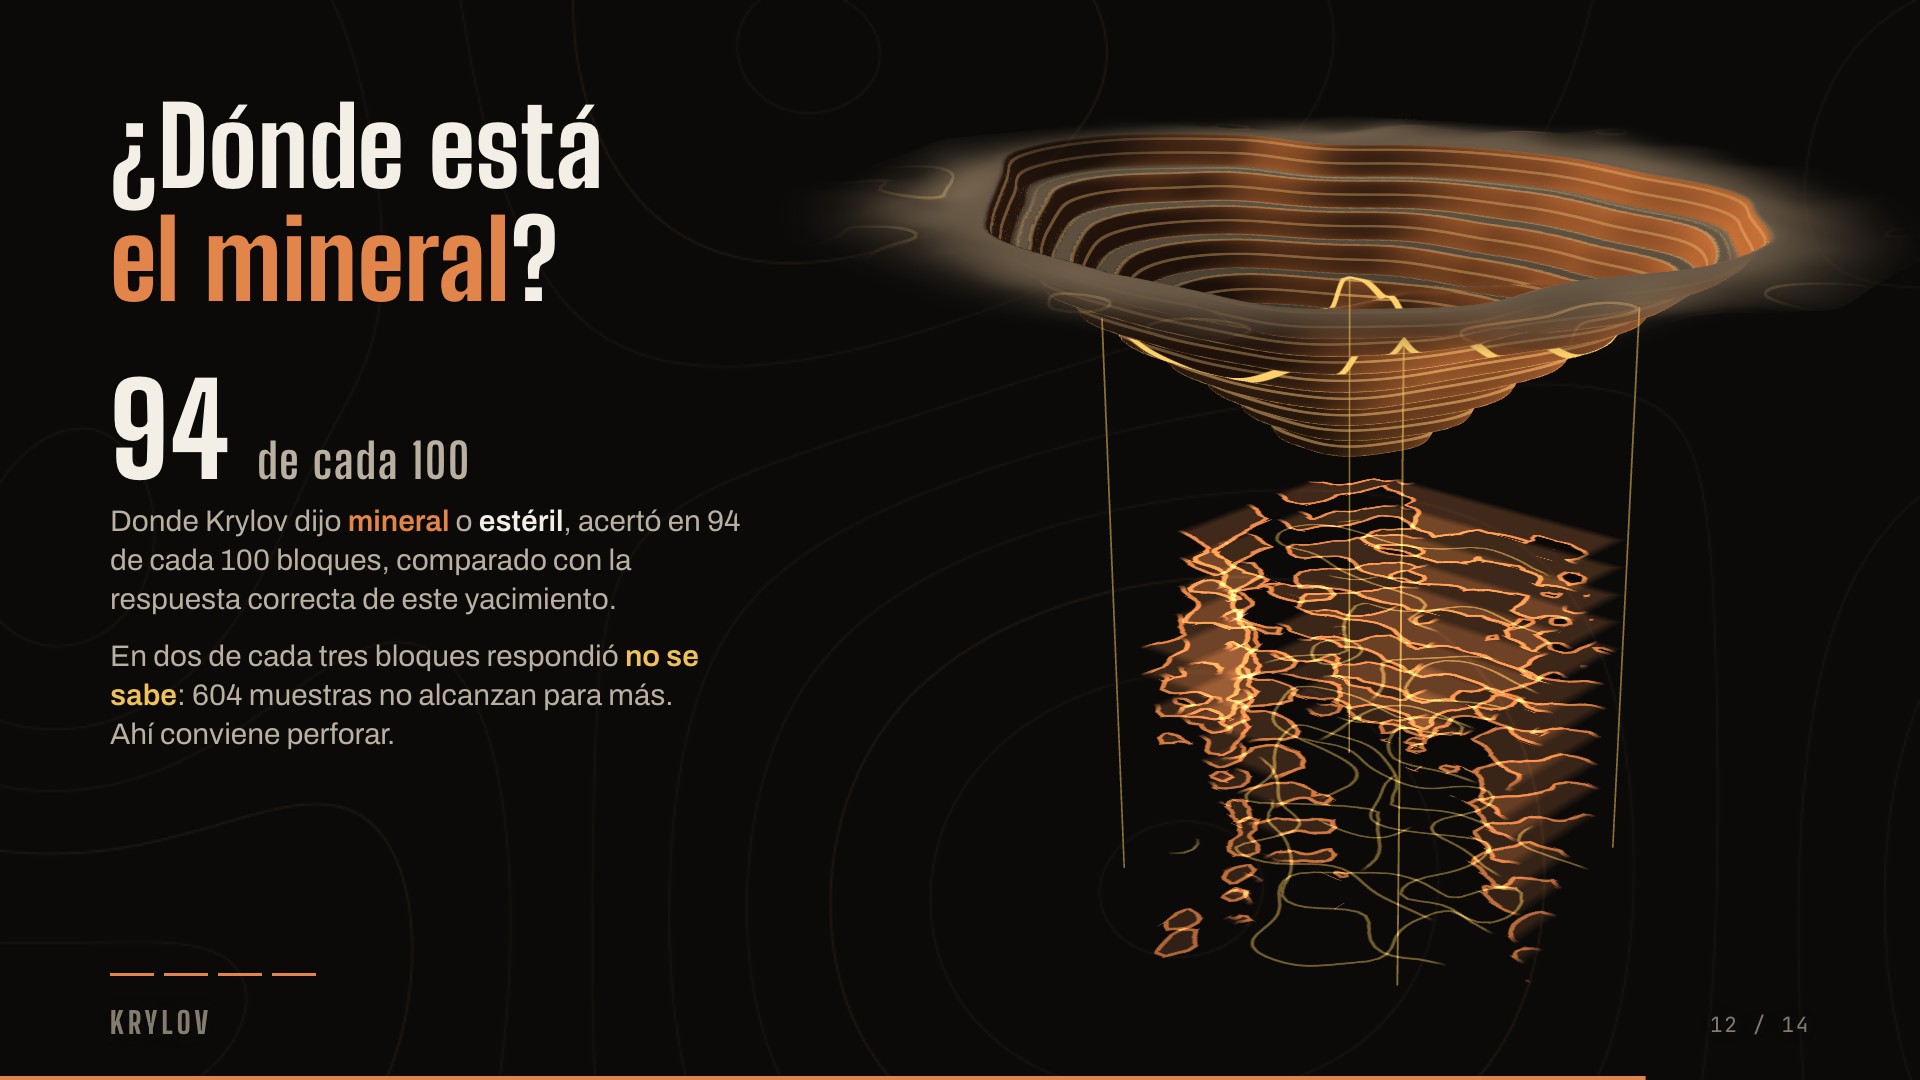 ¿Dónde está
el mineral?
94 de cada 100
Donde Krylov dijo mineral o estéril, acertó en 94
de cada 100 bloques, comparado con la
respuesta correcta de este yacimiento.
En dos de cada tres bloques respondió no se
sabe: 604 muestras no alcanzan para más.
Ahí conviene perforar.
KRYLOV
12 / 14